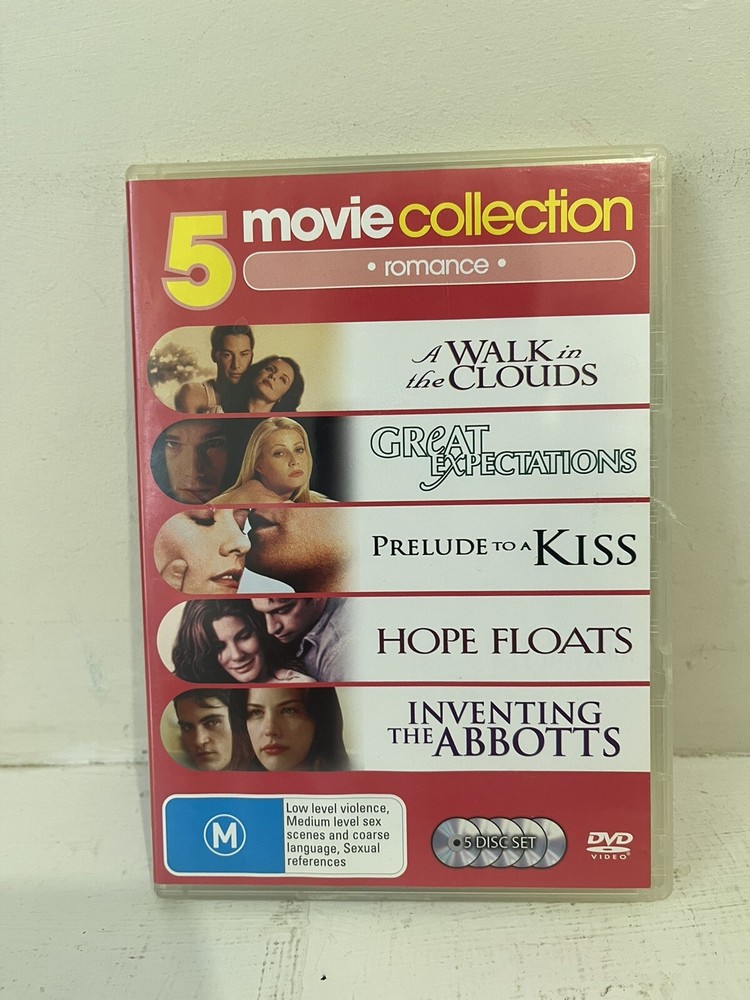 5 movie collection
• romance •
A WALK in
the CLOUDS
GREAT
EXPECTATIONS
PRELUDE TO A KISS
HOPE FLOATS
INVENTING
THE ABBOTTS
M
Low level violence,
Medium level sex
scenes and coarse
language, Sexual
references
• 5 DISC SET
DVD
VIDEO